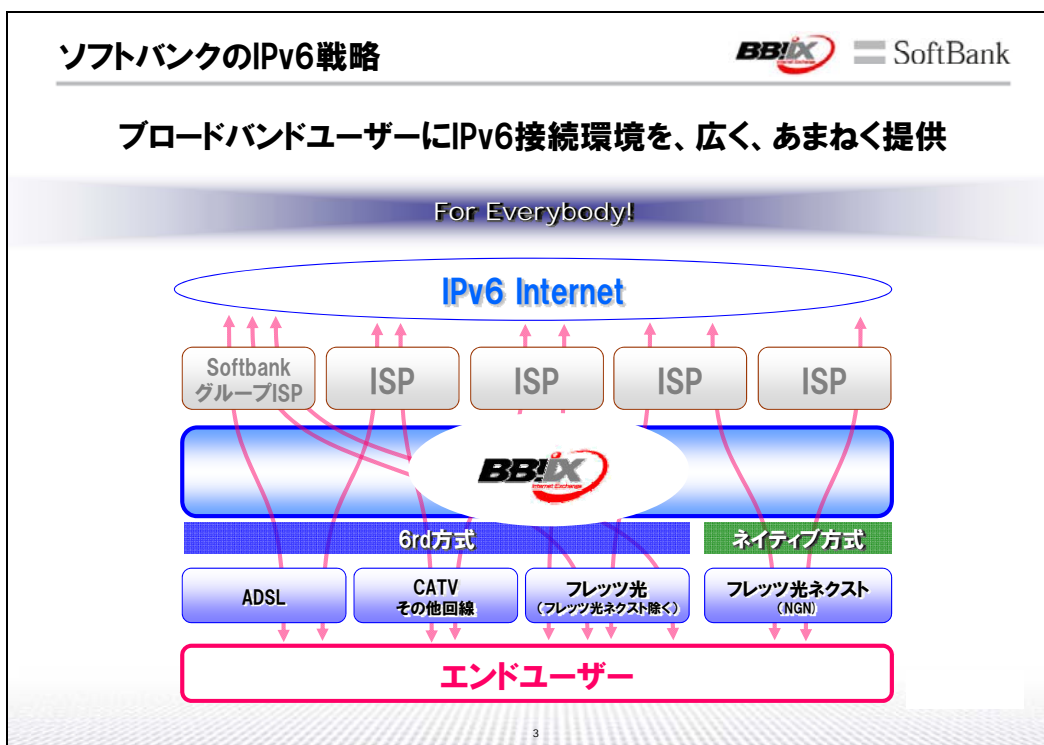 ソフトバンクのIPv6戦略
BB!X
Internet Exchange
SoftBank
ブロードバンドユーザーにIPv6接続環境を、広く、あまねく提供
For Everybody!
IPv6 Internet
Softbank
グループISP
ISP
ISP
ISP
ISP
BB!X
Internet Exchange
6rd方式
ネイティブ方式
ADSL
CATV
その他回線
フレッツ光
(フレッツ光ネクスト除く)
フレッツ光ネクスト
(NGN)
エンドユーザー
3